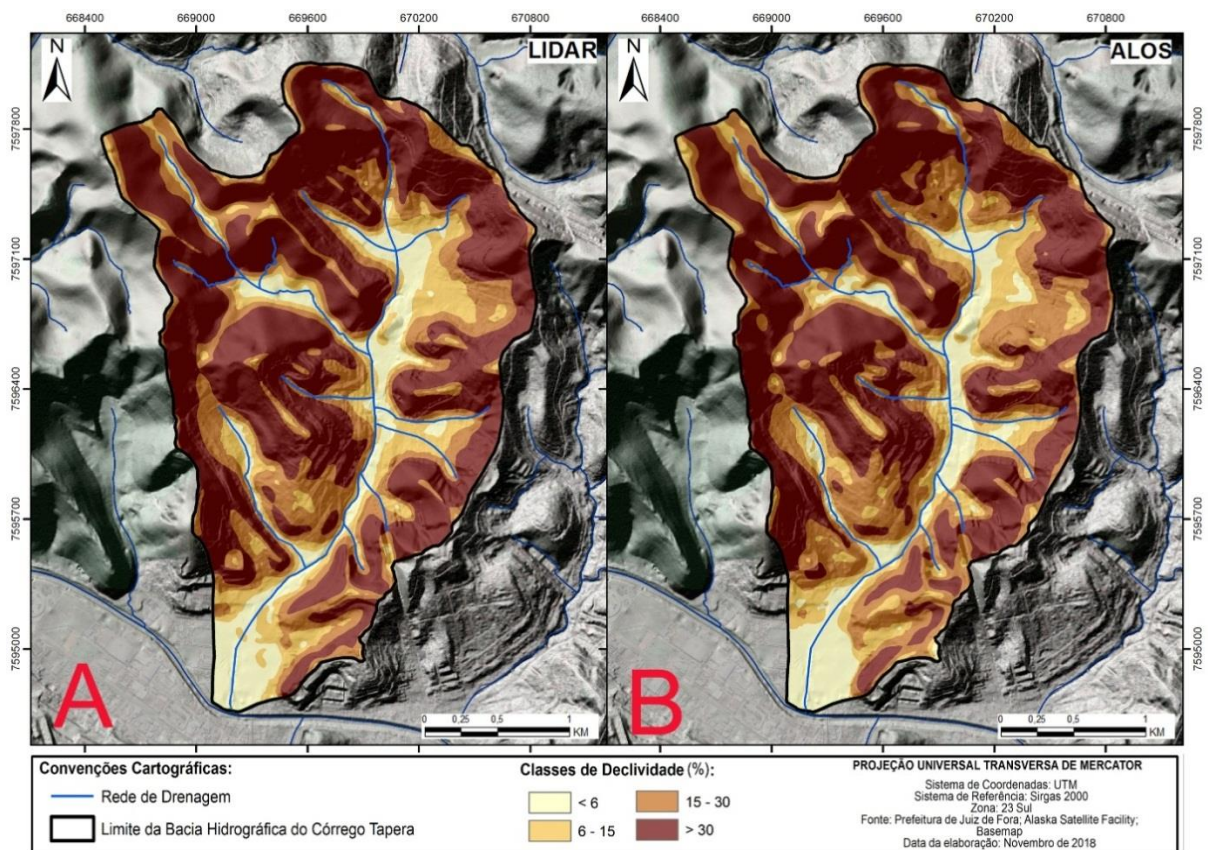 668400 669000 669600 670200 670800 668400 669000 669600 670200 670800
N LIDAR N ALOS
7597800 7597800
7597100 7597100
7596400 7596400
7595700 7595700
7595000 7595000
A B
0 0,25 0,5 1 0 0,25 0,5 1
KM KM
Convenções Cartográficas:
Rede de Drenagem
Limite da Bacia Hidrográfica do Córrego Tapera
Classes de Declividade (%):
< 6 15 - 30
6 - 15 > 30
PROJEÇÃO UNIVERSAL TRANSVERSA DE MERCATOR
Sistema de Coordenadas: UTM
Sistema de Referência: Sirgas 2000
Zona: 23 Sul
Fonte: Prefeitura de Juiz de Fora; Alaska Satellite Facility;
Basemap
Data da elaboração: Novembro de 2018